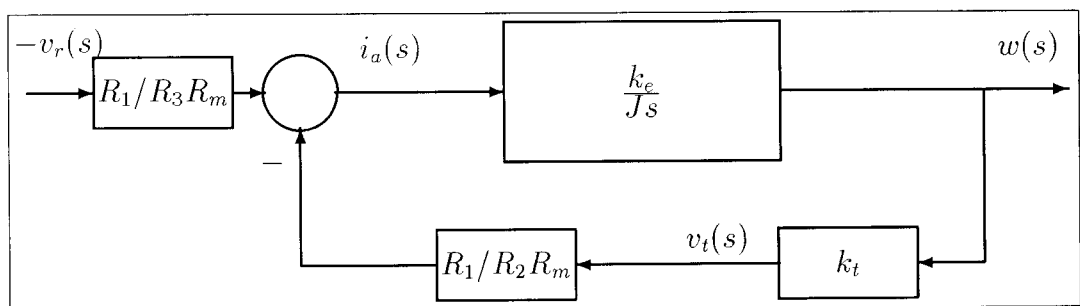 −v_r(s)
R_1/R_3R_m
i_a(s)
k_e
Js
w(s)
−
R_1/R_2R_m
v_t(s)
k_t